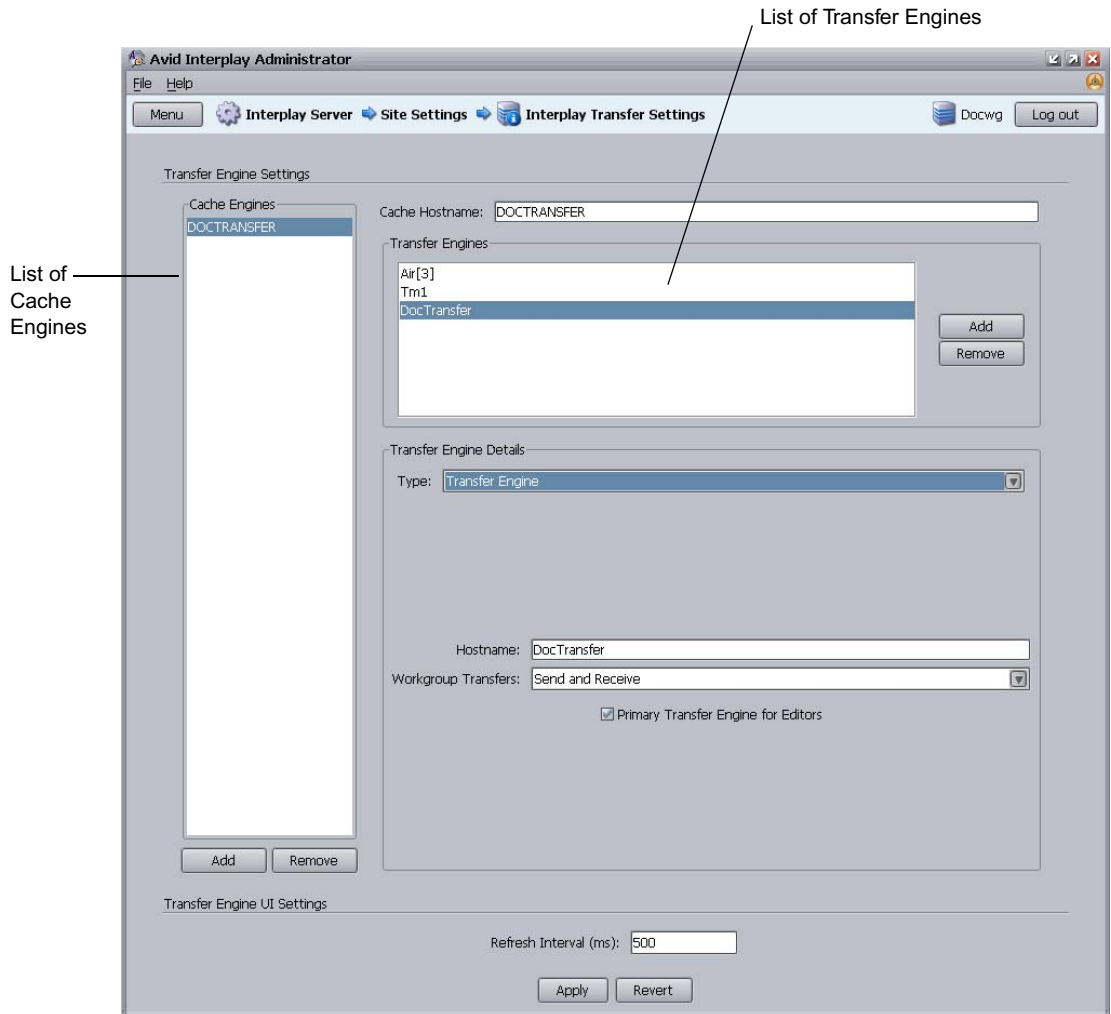 List of Transfer Engines
Avid Interplay Administrator
File Help
Menu Interplay Server Site Settings Interplay Transfer Settings Docwg Log out
Transfer Engine Settings
Cache Engines
DOCTRANSFER
Cache Hostname: DOCTRANSFER
Transfer Engines
Air[3]
Tm1
DocTransfer
Add
Remove
List of
Cache
Engines
Transfer Engine Details
Type: Transfer Engine
Hostname: DocTransfer
Workgroup Transfers: Send and Receive
Primary Transfer Engine for Editors
Add Remove
Transfer Engine UI Settings
Refresh Interval (ms): 500
Apply Revert